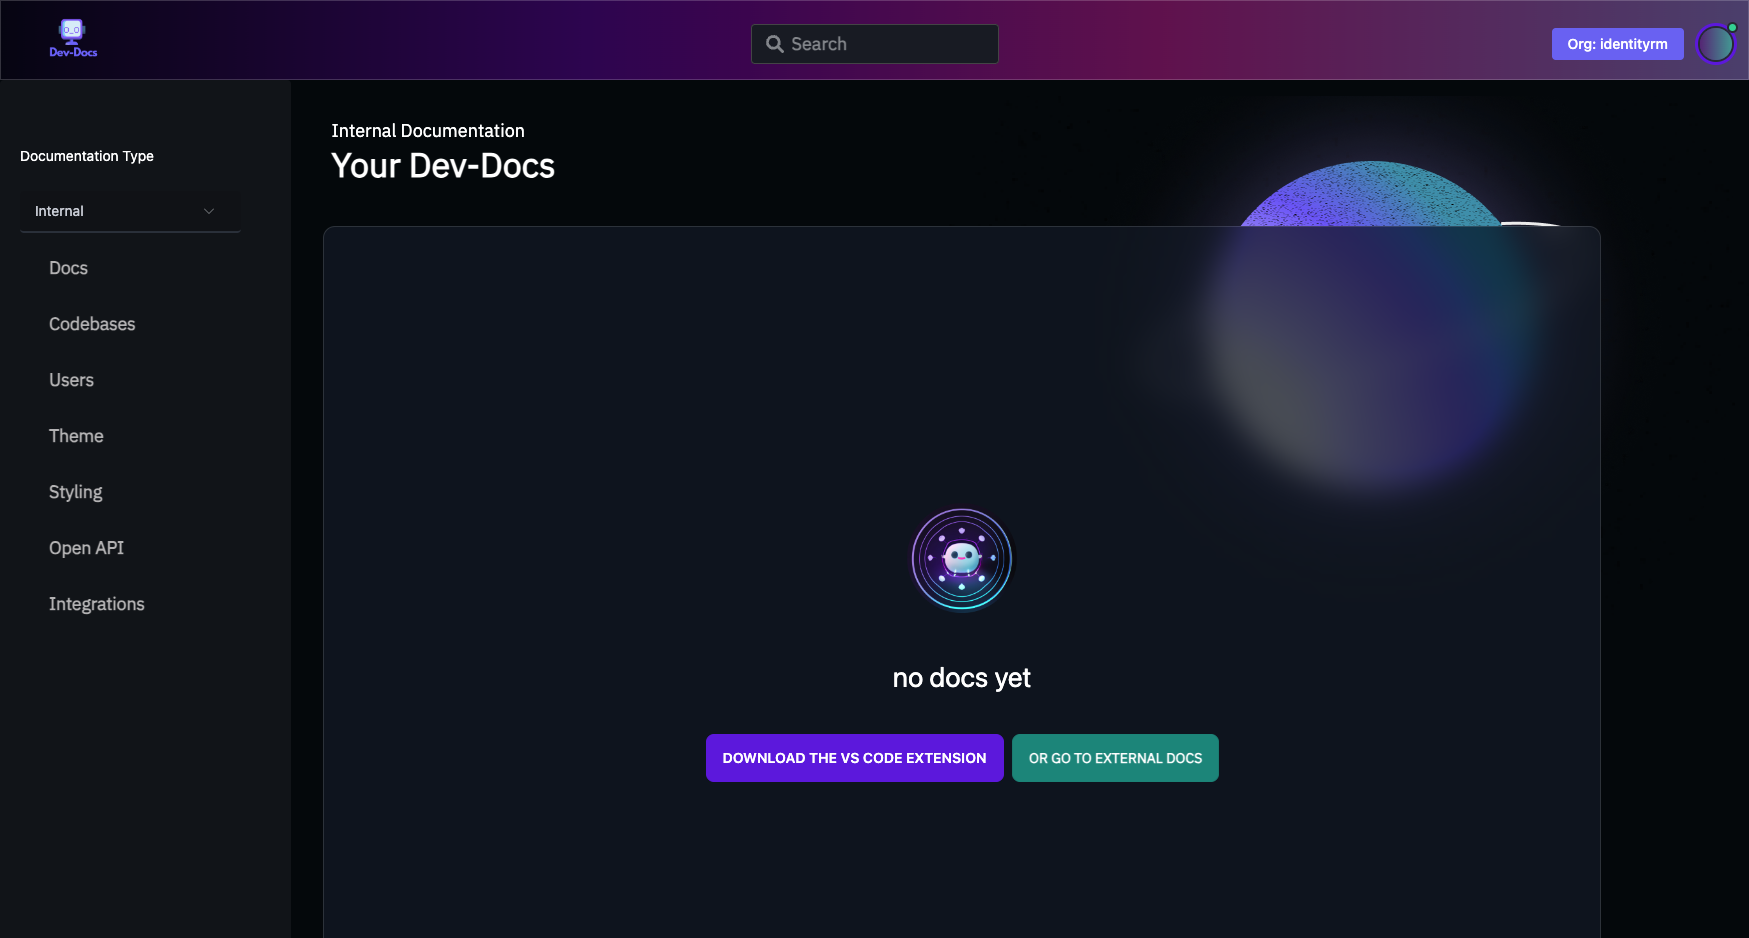 Dev-Docs
Search
Org: identityrm
Documentation Type
Internal
Docs
Codebases
Users
Theme
Styling
Open API
Integrations
Internal Documentation
Your Dev-Docs
no docs yet
DOWNLOAD THE VS CODE EXTENSION
OR GO TO EXTERNAL DOCS